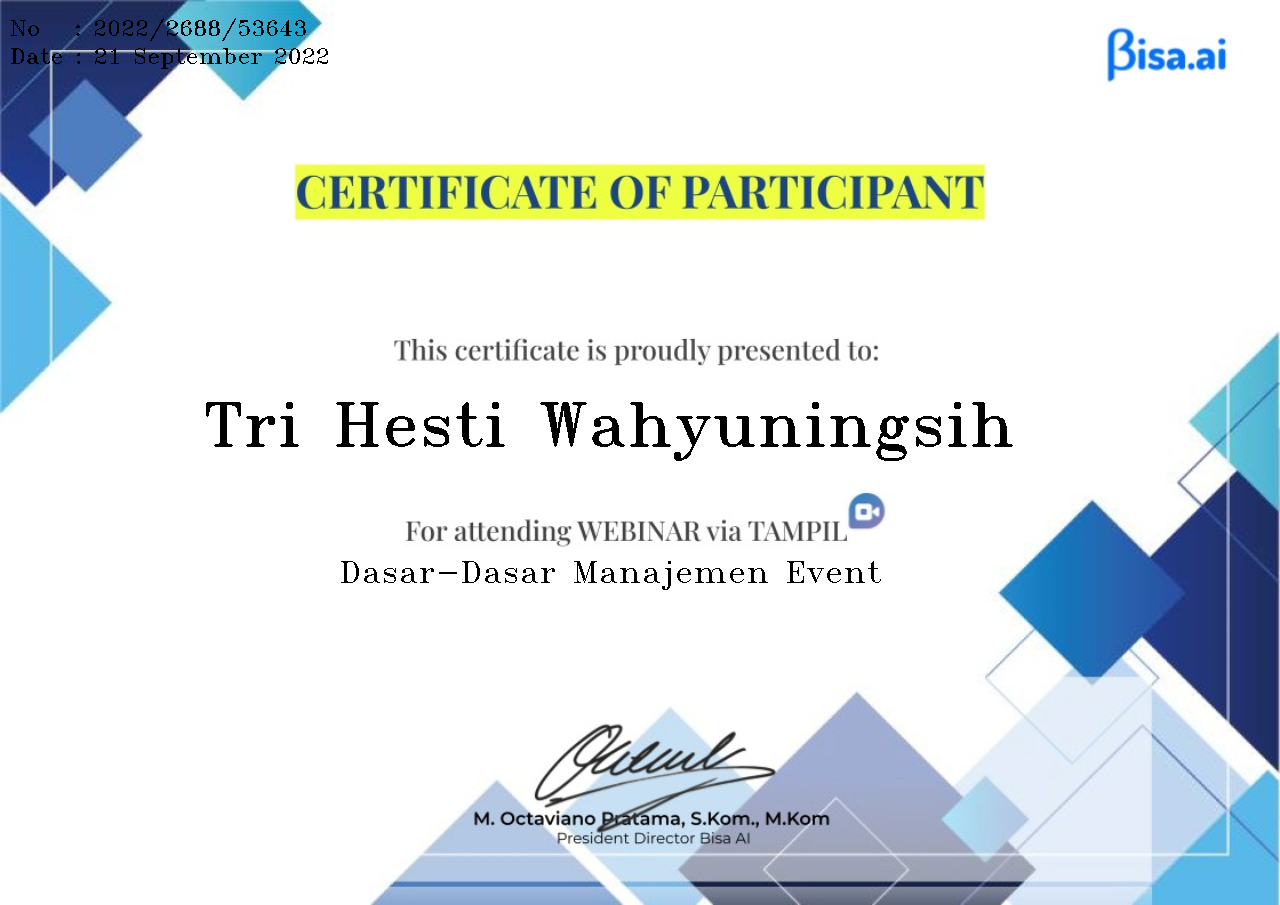 No : 2022/2688/53643
Date : 21 September 2022
Bisa.ai
CERTIFICATE OF PARTICIPANT
This certificate is proudly presented to:
Tri Hesti Wahyuningsih
For attending WEBINAR via TAMPIL
Dasar-Dasar Manajemen Event
M. Octaviano Pratama, S.Kom., M.Kom
President Director Bisa AI